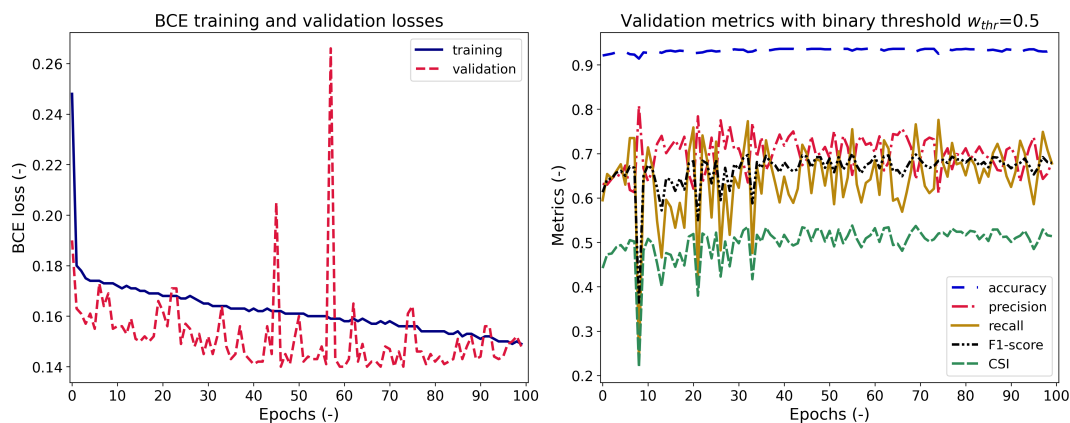 BCE training and validation losses
BCE loss (-)
0.26
0.24
0.22
0.20
0.18
0.16
0.14
training
validation
0 10 20 30 40 50 60 70 80 90 100
Epochs (-)
Validation metrics with binary threshold w_thr=0.5
Metrics (-)
0.9
0.8
0.7
0.6
0.5
0.4
0.3
0.2
accuracy
precision
recall
F1-score
CSI
0 10 20 30 40 50 60 70 80 90 100
Epochs (-)